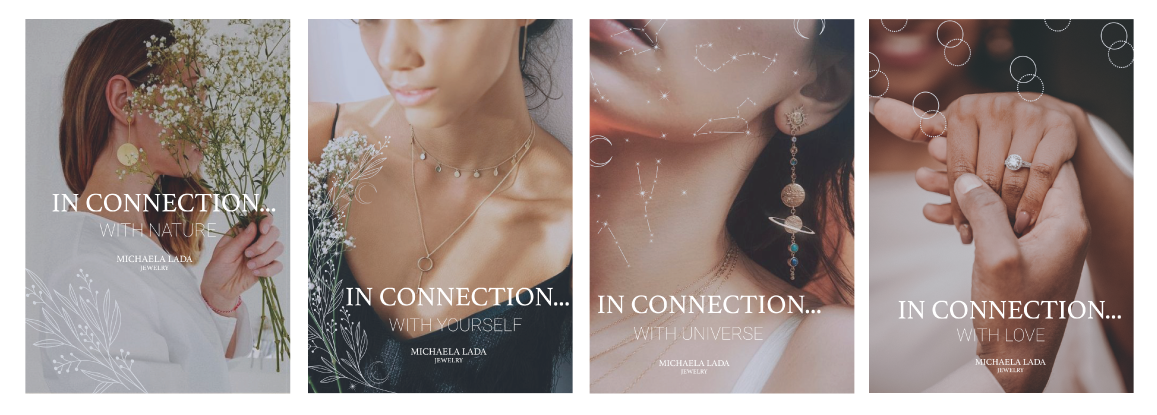 IN CONNECTION...
WITH NATURE
MICHAELA LADA
JEWELRY
IN CONNECTION...
WITH YOURSELF
MICHAELA LADA
JEWELRY
IN CONNECTION...
WITH UNIVERSE
MICHAELA LADA
JEWELRY
IN CONNECTION...
WITH LOVE
MICHAELA LADA
JEWELRY